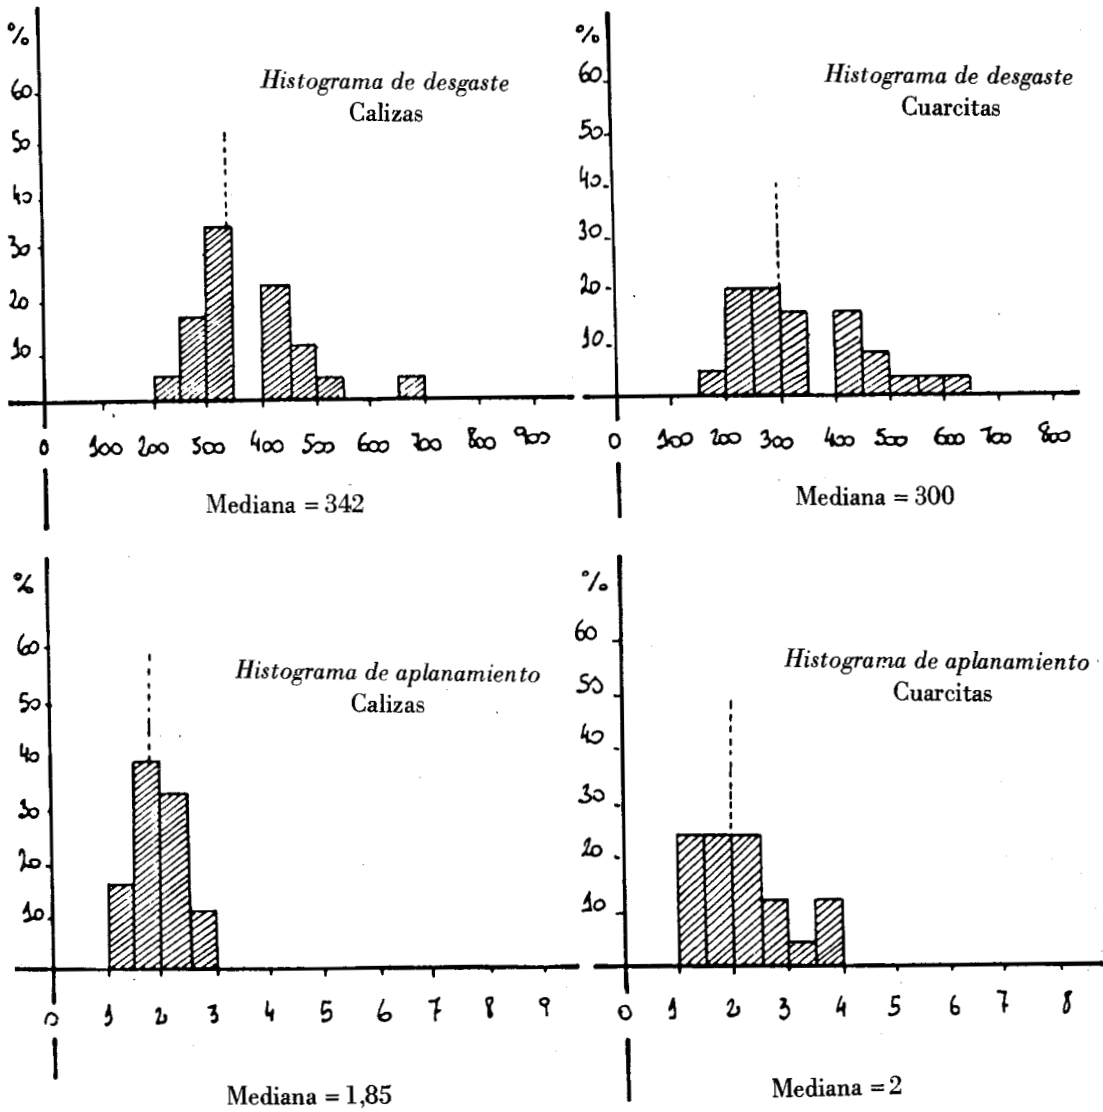 %
Histograma de desgaste
Calizas
60
50
40
30
20
10
0 100 200 300 400 500 600 700 800 900
Mediana = 342
%
Histograma de desgaste
Cuarcitas
60
50
40
30
20
10
0 100 200 300 400 500 600 700 800
Mediana = 300
%
Histograma de aplanamiento
Calizas
60
50
40
30
20
10
0 1 2 3 4 5 6 7 8 9
Mediana = 1,85
%
Histograma de aplanamiento
Cuarcitas
60
50
40
30
20
10
0 1 2 3 4 5 6 7 8
Mediana = 2